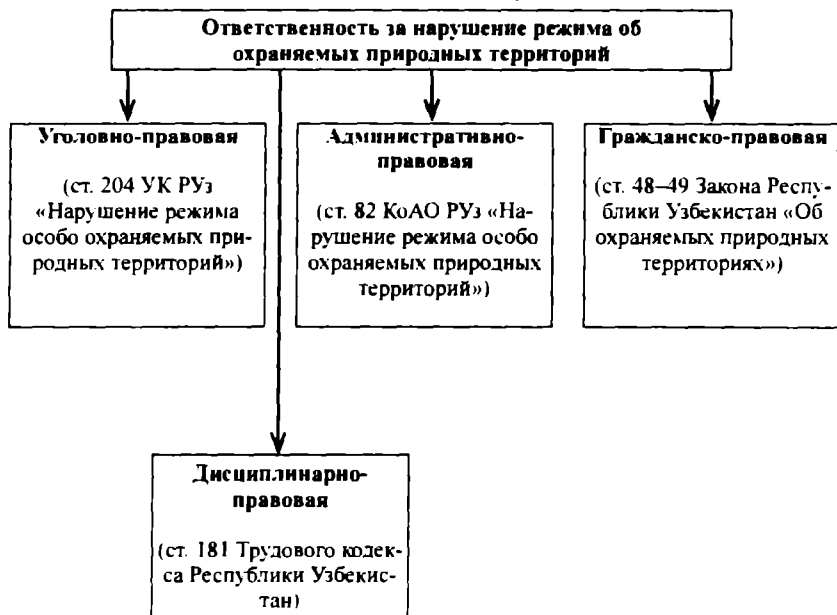 Ответственность за нарушение режима об
охраняемых природных территорий
Уголовно-правовая
(ст. 204 УК РУз
«Нарушение режима
особо охраняемых при-
родных территорий»)
Административно-
правовая
(ст. 82 КоАО РУз «На-
рушение режима особо
охраняемых природных
территорий»)
Гражданско-правовая
(ст. 48–49 Закона Респу-
блики Узбекистан «Об
охраняемых природных
территориях»)
Дисциплинарно-
правовая
(ст. 181 Трудового кодек-
са Республики Узбекис-
тан)